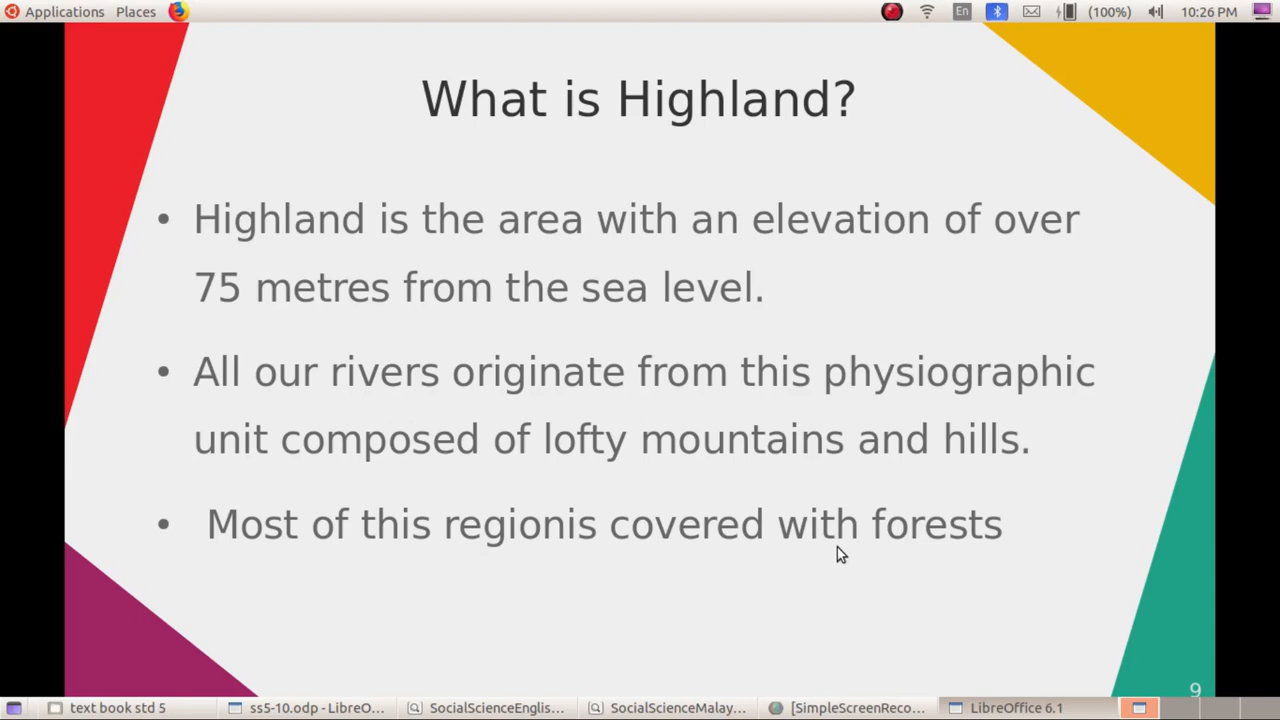 Applications Places En (100%) 10:26 PM
What is Highland?
• Highland is the area with an elevation of over
75 metres from the sea level.
• All our rivers originate from this physiographic
unit composed of lofty mountains and hills.
• Most of this regionis covered with forests
9
text book std 5 ss5-10.odp - LibreO... SocialScienceEnglis... SocialScienceMalay... [SimpleScreenReco... LibreOffice 6.1